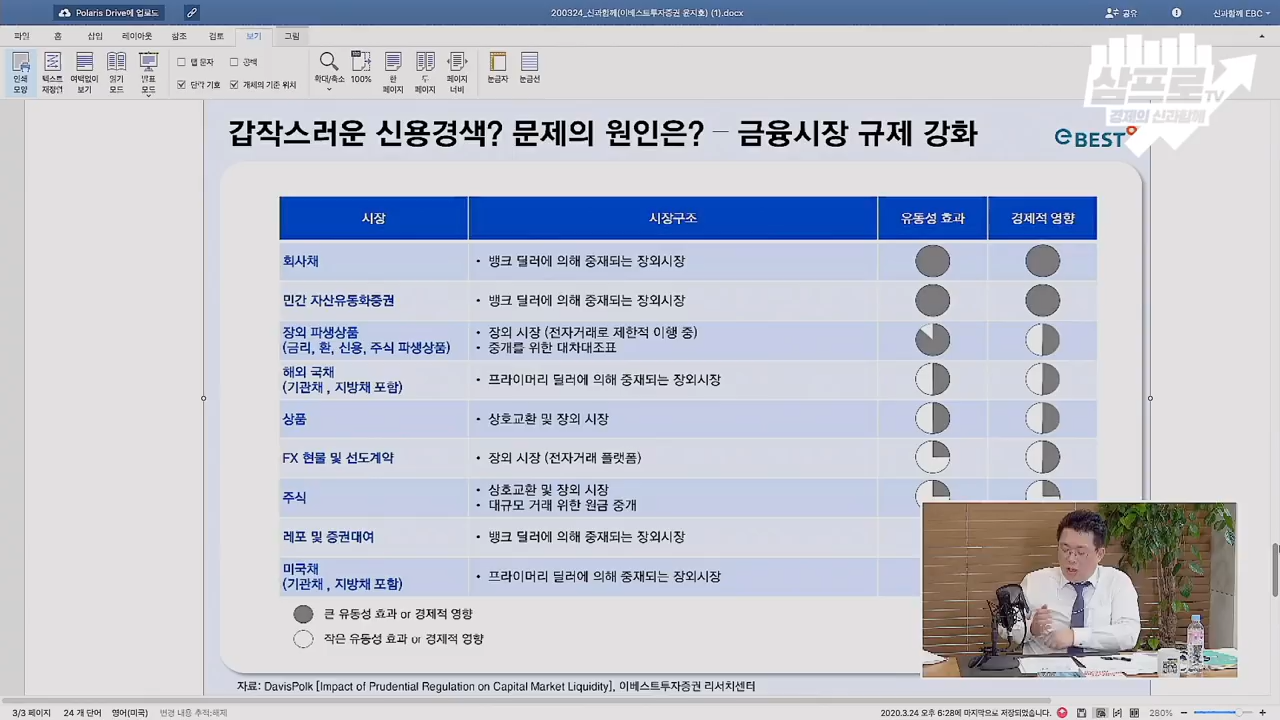 Polaris Drive에 업로드
200324_신과함께(이베스트투자증권 윤지호) (1).docx
공유
신과함께 EBC
파일 홈 삽입 레이아웃 참조 검토 보기 그림
인쇄 모양
텍스트 재정렬
여백없이 보기
읽기 모드
발표 모드
탭 문자
공백
단락 기호
개체의 기준 위치
확대/축소
100%
한 페이지
두 페이지
페이지 너비
눈금자
눈금선
삼프로TV
경제의 신과함께
갑작스러운 신용경색? 문제의 원인은? – 금융시장 규제 강화
eBEST
시장 시장구조 유동성 효과 경제적 영향
회사채 • 뱅크 딜러에 의해 중재되는 장외시장
민간 자산유동화증권 • 뱅크 딜러에 의해 중재되는 장외시장
장외 파생상품 • 장외 시장 (전자거래로 제한적 이행 중)
(금리, 환, 신용, 주식 파생상품) • 중개를 위한 대차대조표
해외 국채
(기관채 , 지방채 포함) • 프라이머리 딜러에 의해 중재되는 장외시장
상품 • 상호교환 및 장외 시장
FX 현물 및 선도계약 • 장외 시장 (전자거래 플랫폼)
주식 • 상호교환 및 장외 시장
• 대규모 거래 위한 원금 중개
레포 및 증권대여 • 뱅크 딜러에 의해 중재되는 장외시장
미국채
(기관채 , 지방채 포함) • 프라이머리 딜러에 의해 중재되는 장외시장
큰 유동성 효과 or 경제적 영향
작은 유동성 효과 or 경제적 영향
자료: DavisPolk [Impact of Prudential Regulation on Capital Market Liquidity], 이베스트투자증권 리서치센터
3/3 페이지 24 개 단어 영어(미국) 변경 내용 추적:해제
2020.3.24 오후 6:28에 마지막으로 저장되었습니다.
280%